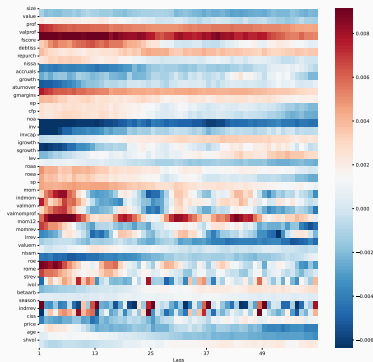 size
value
prof
valprof
fscore
debtiss
repurch
nissa
accruals
growth
aturnover
gmargins
ep
cfp
noa
inv
invcap
igrowth
sgrowth
lev
roaa
roea
sp
mom
indmom
valmom
valmomprof
mom12
momrev
lrrev
valuem
nissm
roe
rome
strev
ivol
betaarb
season
indrrev
ciss
price
age
shvol
1
13
25
37
49
Lags
0.008
0.006
0.004
0.002
0.000
−0.002
−0.004
−0.006